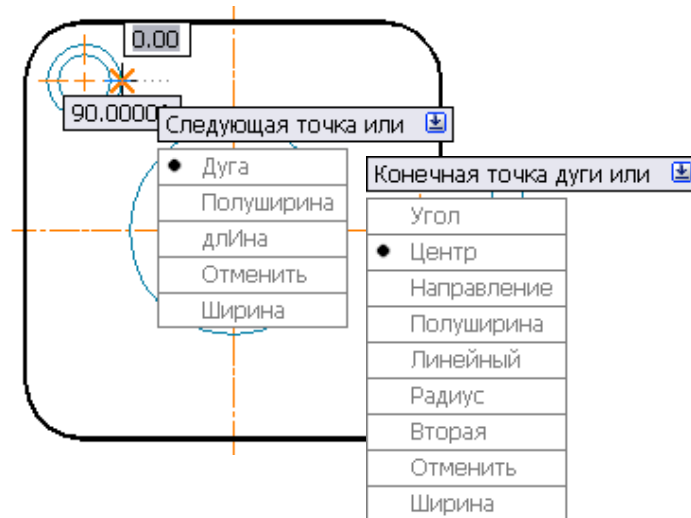 0.00
90.0000
Следующая точка или
Дуга
Полуширина
длИна
Отменить
Ширина
Конечная точка дуги или
Угол
Центр
Направление
Полуширина
Линейный
Радиус
Вторая
Отменить
Ширина